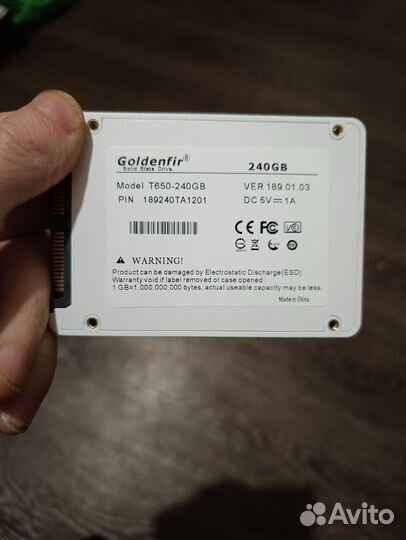 Goldenfir®
Solid State Drive
240GB
Model T650-240GB
VER 189.01.03
PIN 189240TA1201
DC 5V⎓1A
CE FC
WARNING!
Product can be damaged by Electrostatic Discharge(ESD).
Warranty void if label removed or case opened.
1 GB=1,000,000,000 bytes, actual useable capacity may be less.
Made in China
Avito